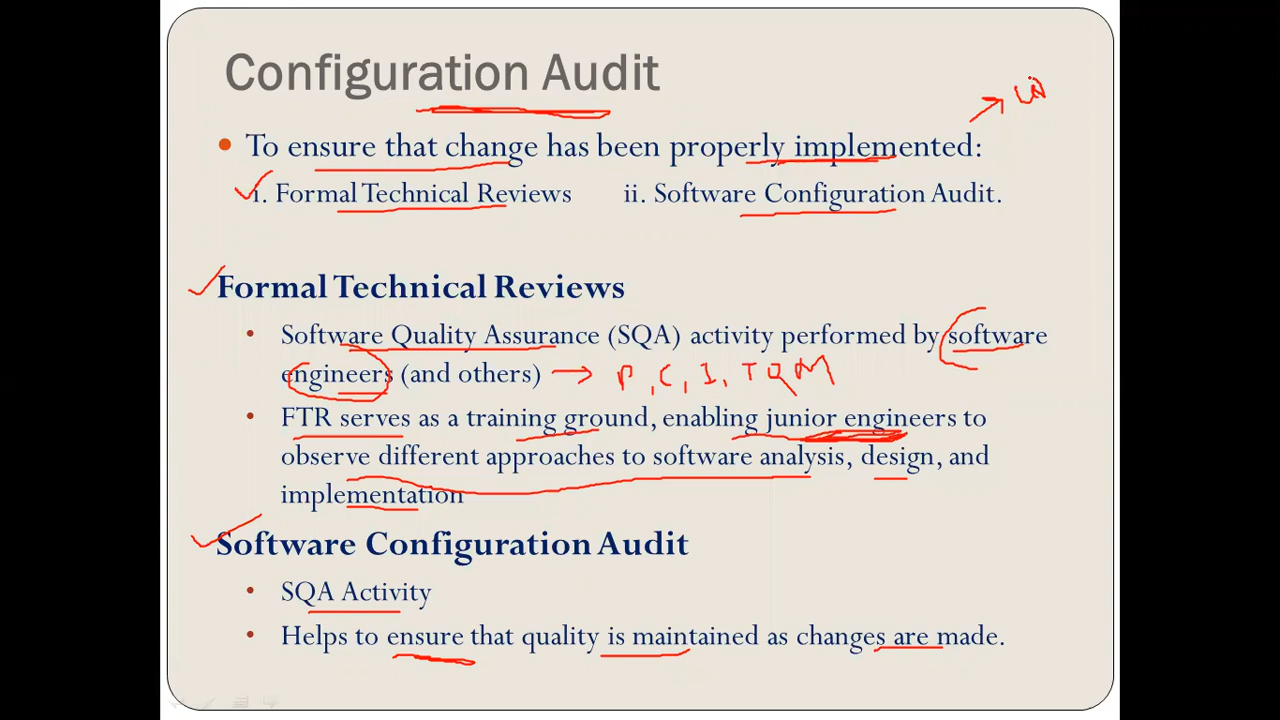 Configuration Audit
• To ensure that change has been properly implemented:
i. Formal Technical Reviews ii. Software Configuration Audit.
Formal Technical Reviews
• Software Quality Assurance (SQA) activity performed by software
engineers (and others) → P, C, I, TQM
• FTR serves as a training ground, enabling junior engineers to
observe different approaches to software analysis, design, and
implementation
Software Configuration Audit
• SQA Activity
• Helps to ensure that quality is maintained as changes are made.